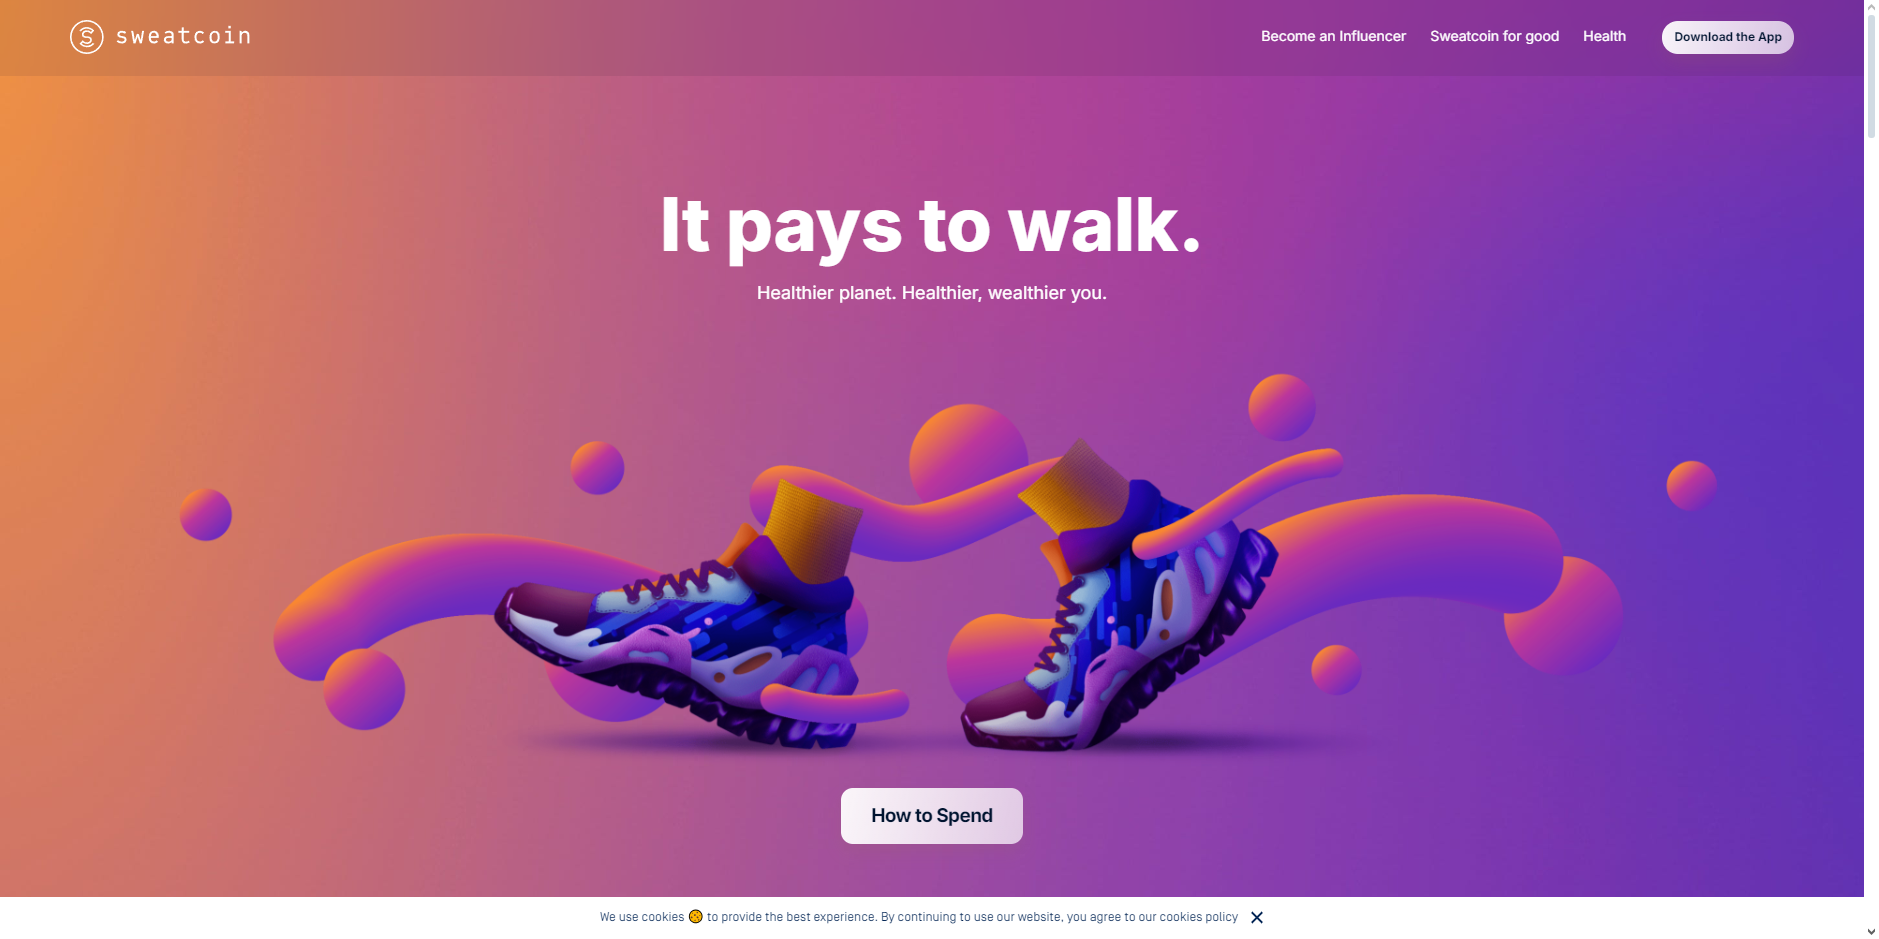 sweatcoin
Become an Influencer
Sweatcoin for good
Health
Download the App
It pays to walk.
Healthier planet. Healthier, wealthier you.
How to Spend
We use cookies 🍪 to provide the best experience. By continuing to use our website, you agree to our cookies policy